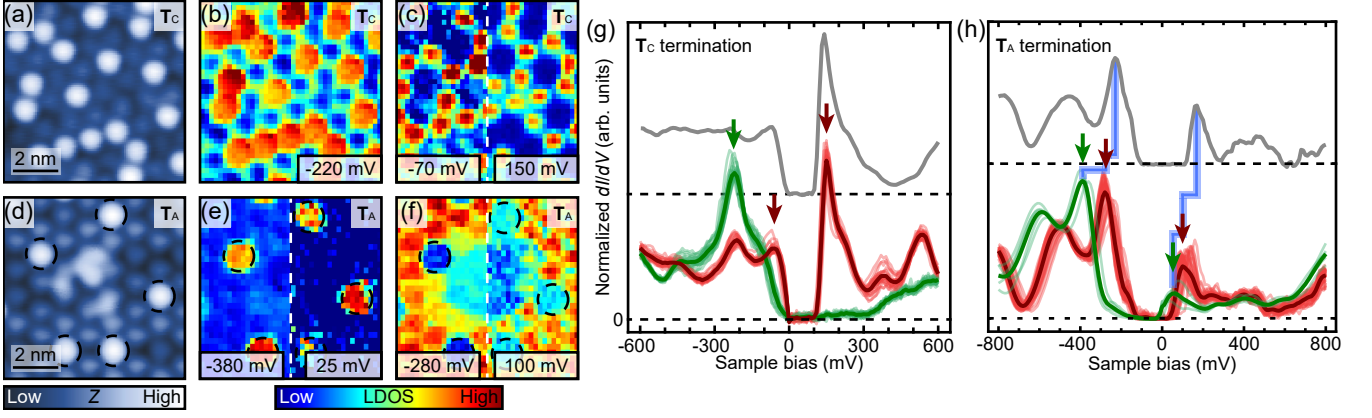 (a) Tc
2 nm
(b) Tc
-220 mV
(c) Tc
-70 mV 150 mV
(d) TA
2 nm
(e) TA
-380 mV 25 mV
(f) TA
-280 mV 100 mV
Low Z High
Low LDOS High
(g)
Tc termination
Normalized dI/dV (arb. units)
0
-600 -300 0 300 600
Sample bias (mV)
(h)
TA termination
-800 -400 0 400 800
Sample bias (mV)